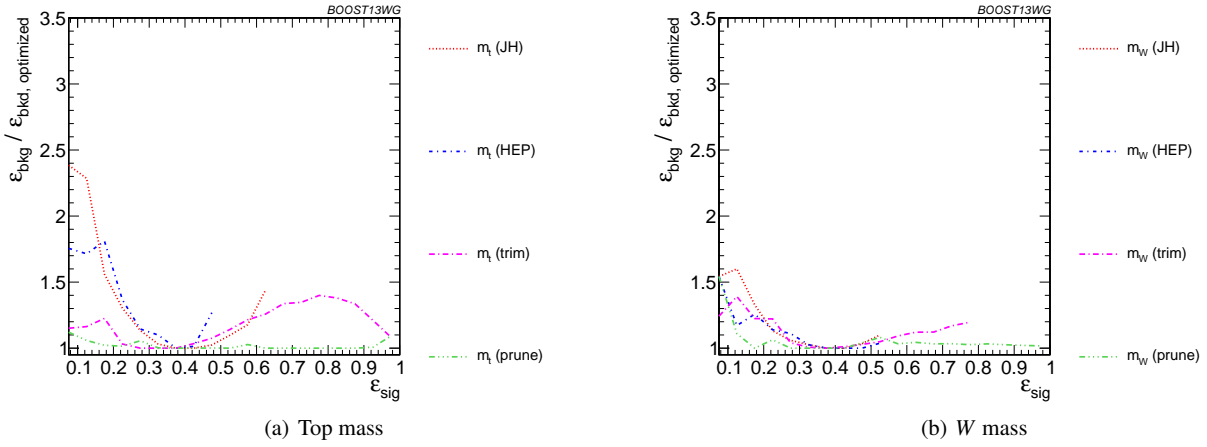 BOOST13WG
ε_bkg / ε_bkd, optimized
3.5
3
2.5
2
1.5
1
0.1 0.2 0.3 0.4 0.5 0.6 0.7 0.8 0.9 1
ε_sig
m_t (JH)
m_t (HEP)
m_t (trim)
m_t (prune)
(a) Top mass
BOOST13WG
ε_bkg / ε_bkd, optimized
3.5
3
2.5
2
1.5
1
0.1 0.2 0.3 0.4 0.5 0.6 0.7 0.8 0.9 1
ε_sig
m_W (JH)
m_W (HEP)
m_W (trim)
m_W (prune)
(b) W mass